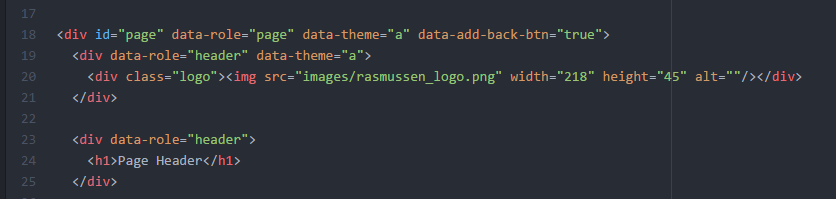 17
18 <div id="page" data-role="page" data-theme="a" data-add-back-btn="true">
19 <div data-role="header" data-theme="a">
20 <div class="logo"><img src="images/rasmussen_logo.png" width="218" height="45" alt=""/></div>
21 </div>
22
23 <div data-role="header">
24 <h1>Page Header</h1>
25 </div>